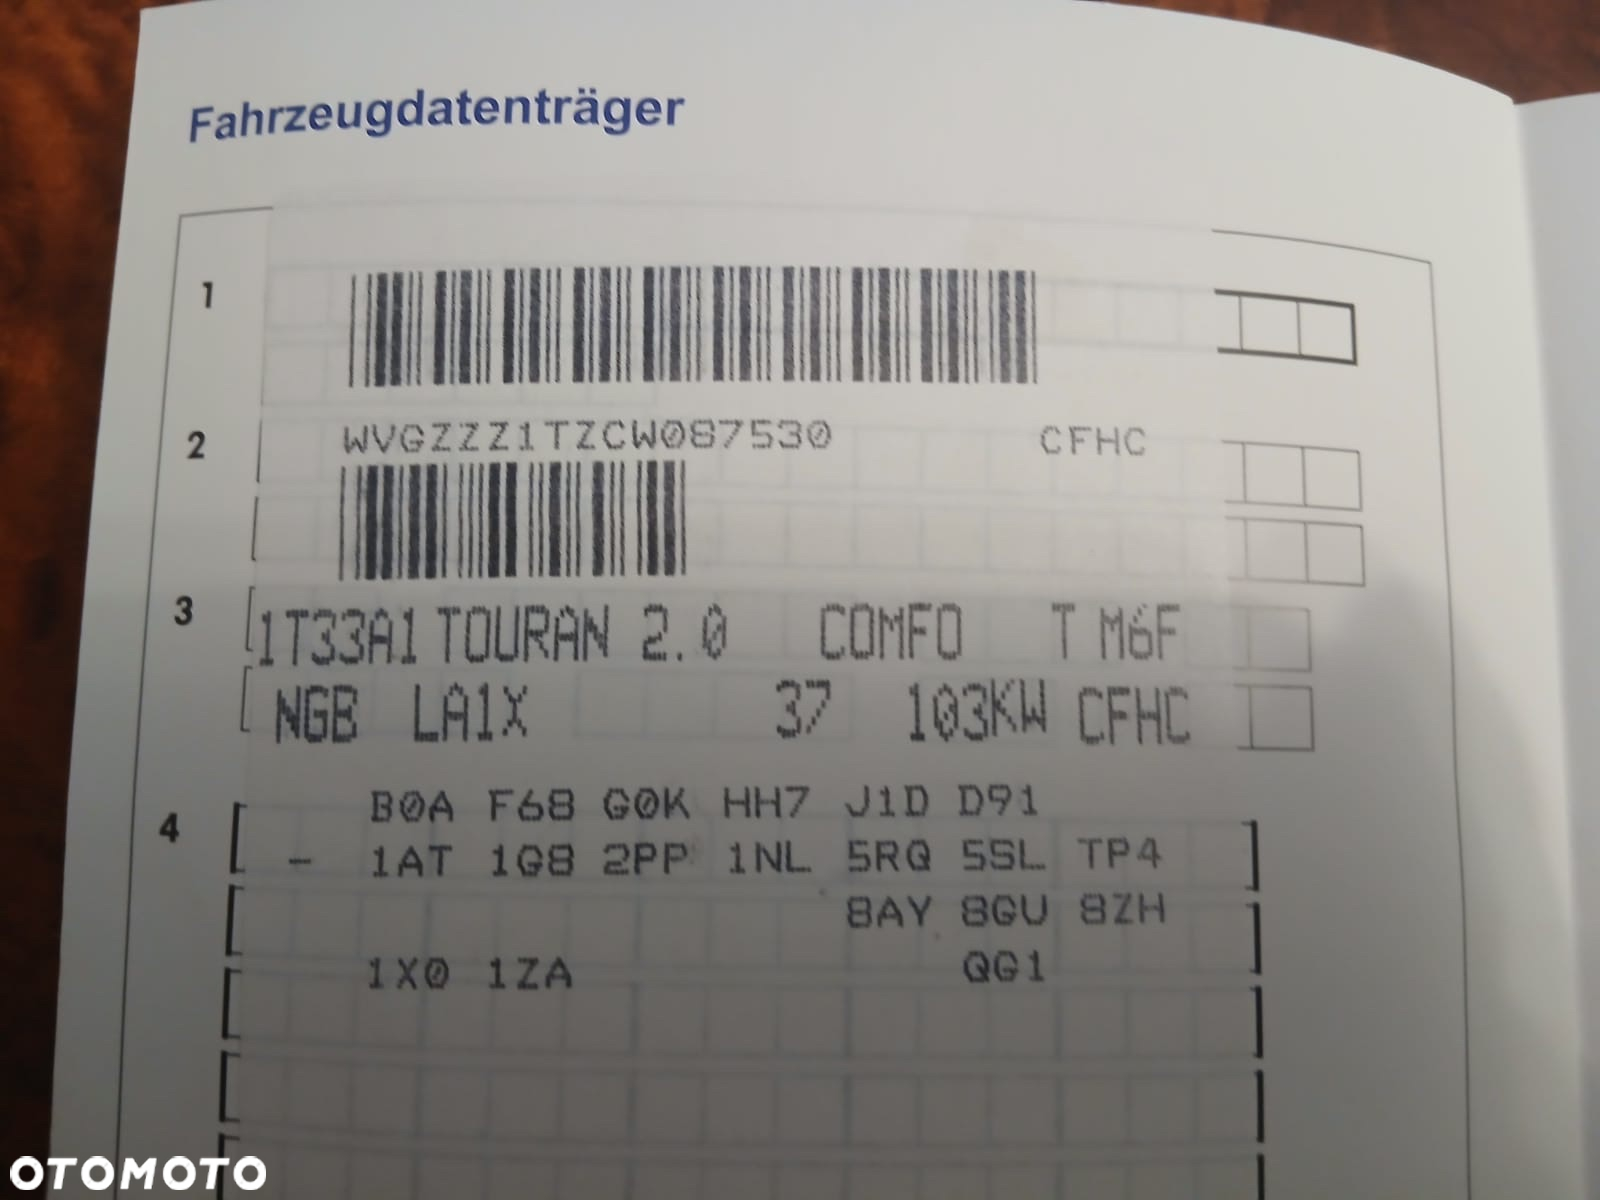 Fahrzeugdatenträger
1
2 WVGZZZ1TZCW087530 CFHC
3 1T33A1 TOURAN 2.0 COMFO T M6F
NGB LA1X 37 103KW CFHC
B0A F68 G0K HH7 J1D D91
4 - 1AT 1G8 2PP 1NL 5RQ 5SL TP4
8AY 8GU 8ZH
1X0 1ZA QG1
OTOMOTO